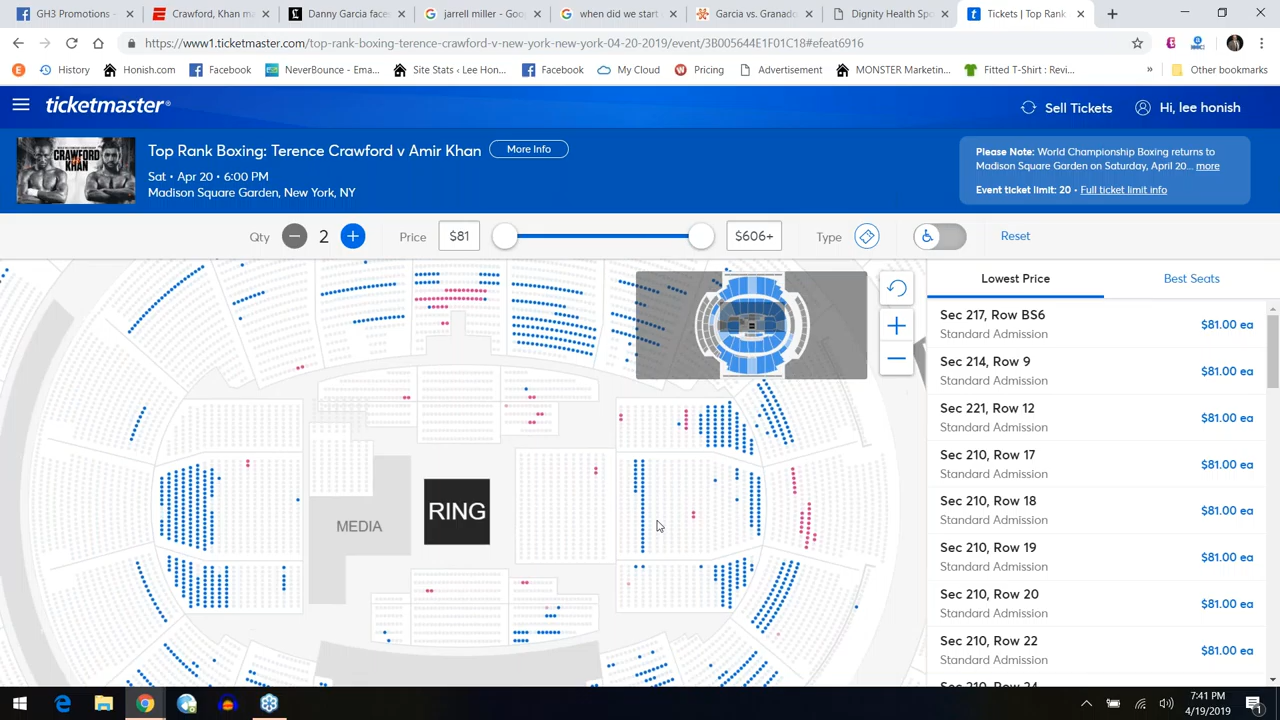 GH3 Promotions -
Crawford, Khan ma
Danny Garcia faces
jarrell miller - Goo
when did we start
Garcia vs. Granado
Dignity Health Sp
Tickets | Top Rank
https://www1.ticketmaster.com/top-rank-boxing-terence-crawford-v-new-york-new-york-04-20-2019/event/3B005644E1F01C18#efeat6916
History
Honish.com
Facebook
NeverBounce - Ema...
Site Stats ‹ Lee Hon...
Facebook
My Cloud
Pricing
Advertisement
MONSTER Marketin...
Fitted T-Shirt : Revi...
»
Other bookmarks
ticketmaster®
Sell Tickets
Hi, lee honish
CRAWFORD
KHAN
Top Rank Boxing: Terence Crawford v Amir Khan
More Info
Sat • Apr 20 • 6:00 PM
Madison Square Garden, New York, NY
Please Note: World Championship Boxing returns to
Madison Square Garden on Saturday, April 20... more
Event ticket limit: 20 • Full ticket limit info
Qty
2
Price
$81
$606+
Type
Reset
Lowest Price
Best Seats
RING
MEDIA
Sec 217, Row BS6
Standard Admission
$81.00 ea
Sec 214, Row 9
Standard Admission
$81.00 ea
Sec 221, Row 12
Standard Admission
$81.00 ea
Sec 210, Row 17
Standard Admission
$81.00 ea
Sec 210, Row 18
Standard Admission
$81.00 ea
Sec 210, Row 19
Standard Admission
$81.00 ea
Sec 210, Row 20
Standard Admission
$81.00 ea
Sec 210, Row 22
Standard Admission
$81.00 ea
Sec 210, Row 24
7:41 PM
4/19/2019